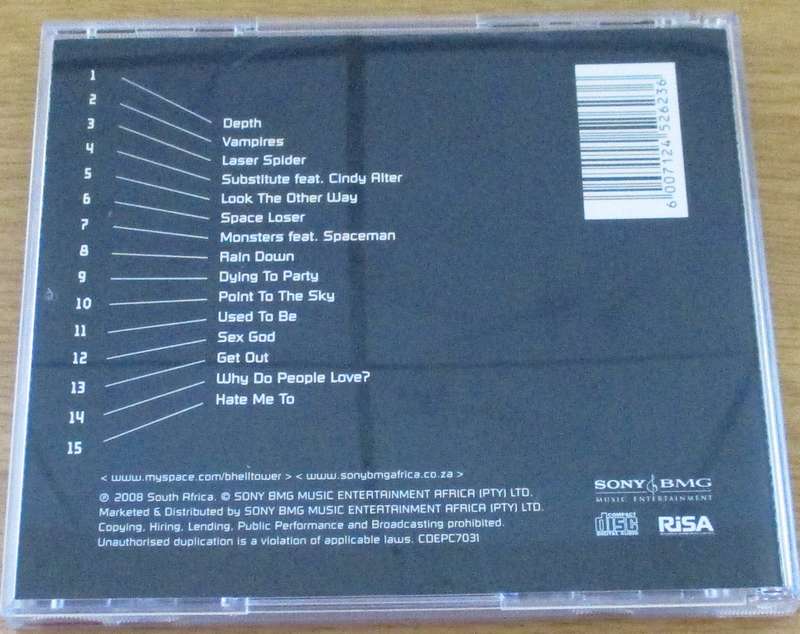 1 Depth
2 Vampires
3 Laser Spider
4 Substitute feat. Cindy Alter
5 Look The Other Way
6 Space Loser
7 Monsters feat. Spaceman
8 Rain Down
9 Dying To Party
10 Point To The Sky
11 Used To Be
12 Sex God
13 Get Out
14 Why Do People Love?
15 Hate Me To
6 007124 526236
< www.myspace.com/bhelltower > < www.sonybmgafrica.co.za >
℗ 2008 South Africa. © SONY BMG MUSIC ENTERTAINMENT AFRICA (PTY) LTD.
Marketed & Distributed by SONY BMG MUSIC ENTERTAINMENT AFRICA (PTY) LTD.
Copying, Hiring, Lending, Public Performance and Broadcasting prohibited.
Unauthorised duplication is a violation of applicable laws. CDEPC7031
SONY BMG
MUSIC ENTERTAINMENT
COMPACT
disc
DIGITAL AUDIO
RiSA